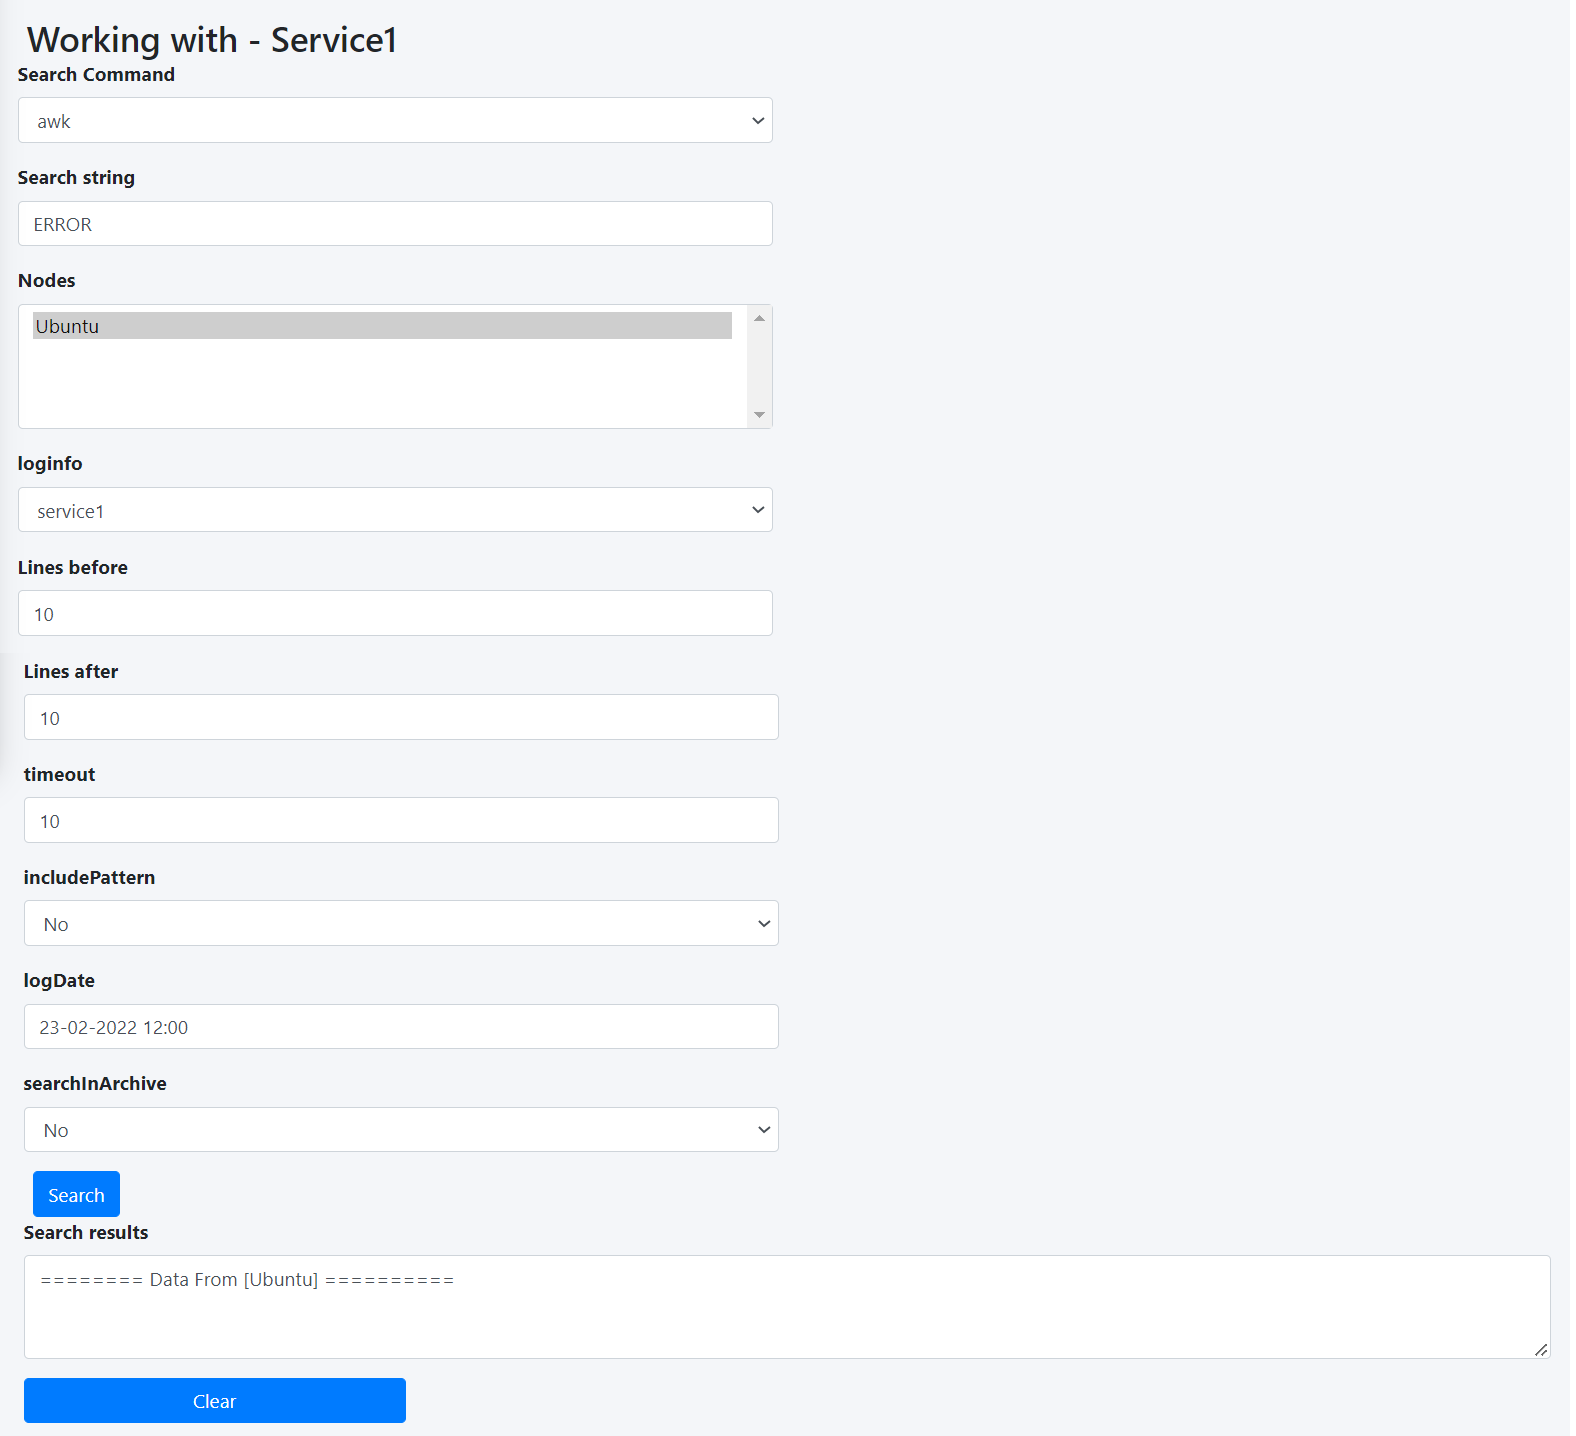 Working with - Service1
Search Command
awk
Search string
ERROR
Nodes
Ubuntu
loginfo
service1
Lines before
10
Lines after
10
timeout
10
includePattern
No
logDate
23-02-2022 12:00
searchInArchive
No
Search
Search results
======== Data From [Ubuntu] ==========
Clear